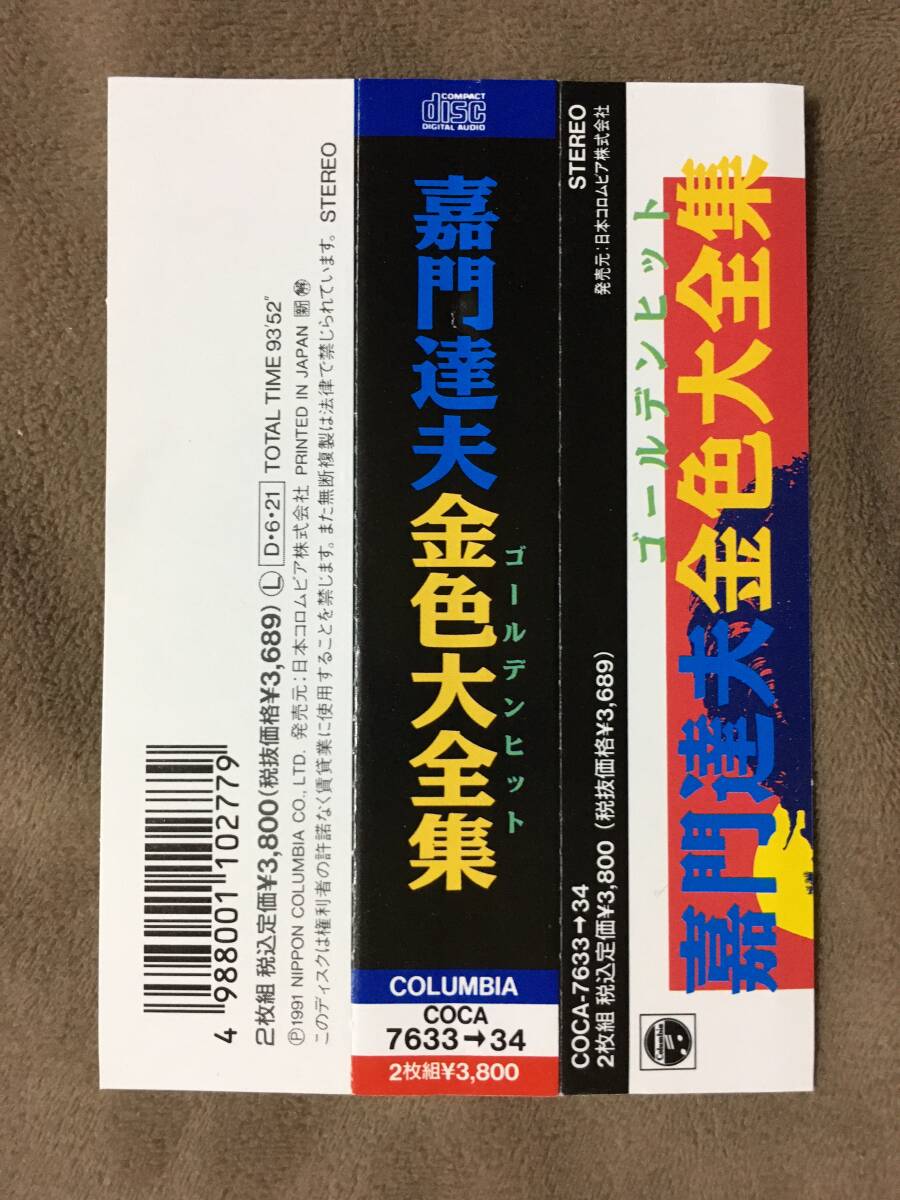 4 988001 102779
2枚組 税込定価¥3,800(税抜価格¥3,689) Ⓛ D・6・21 TOTAL TIME 93'52"
Ⓟ1991 NIPPON COLUMBIA CO., LTD. 発売元:日本コロムビア株式会社 PRINTED IN JAPAN 新 解
このディスクは権利者の許諾なく賃貸業に使用することを禁じます。また無断複製は法律で禁じられています。 STEREO
COMPACT
disc
DIGITAL AUDIO
嘉門達夫金色大全集
ゴールデンヒット
COLUMBIA
COCA
7633→34
2枚組¥3,800
STEREO
発売元:日本コロムビア株式会社
COCA-7633→34
2枚組 税込定価¥3,800 (税抜価格¥3,689)
ゴールデンヒット
嘉門達夫金色大全集
Columbia